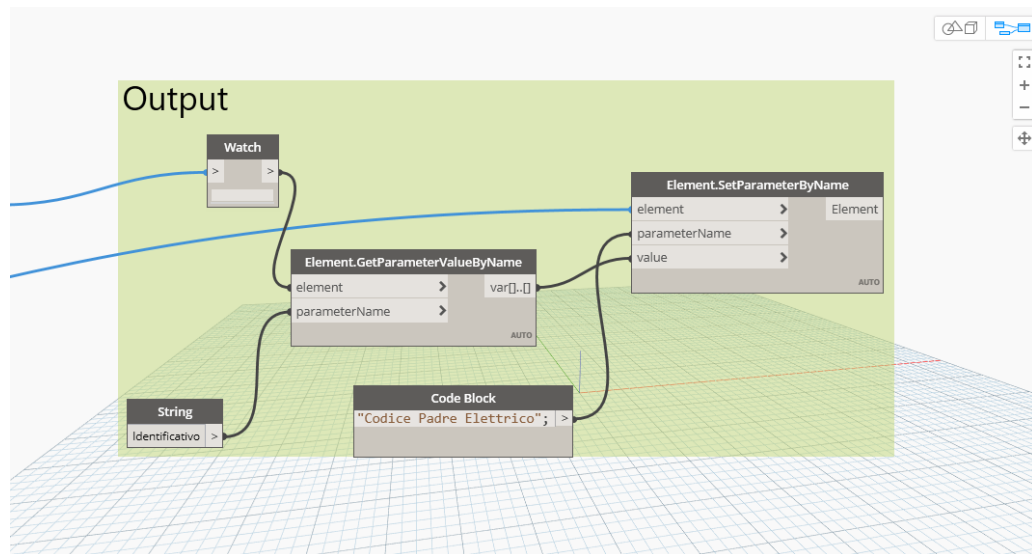 Output
Watch
>
>
Element.SetParameterByName
element
Element
parameterName
value
AUTO
Element.GetParameterValueByName
element
var[]..[]
parameterName
AUTO
Code Block
"Codice Padre Elettrico";
>
String
Identificativo
>